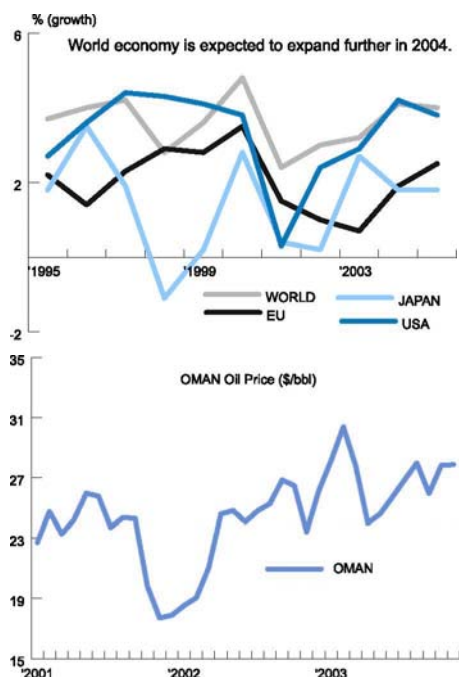 % (growth)
6
World economy is expected to expand further in 2004.
2
'1995 '1999 '2003
WORLD JAPAN
EU USA
-2
35
OMAN Oil Price ($/bbl)
31
27
23
OMAN
19
15
'2001 '2002 '2003